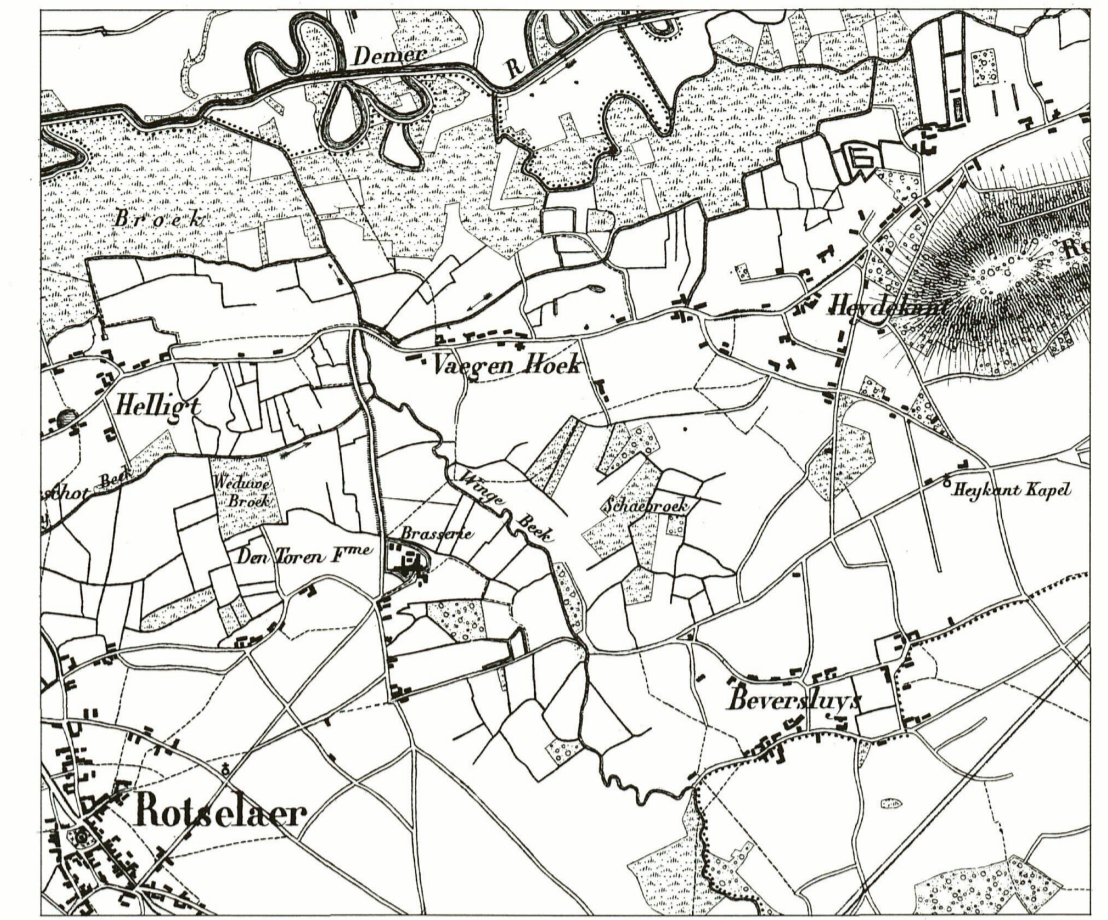 Demer
R
Broek
Heydekant
Vaegen Hoek
Helligt
schot Beek
Weduwe
Broek
Winge Beek
Schaebroek
Heykant Kapel
Brasserie
Den Toren Fme
Beversluys
Rotselaer